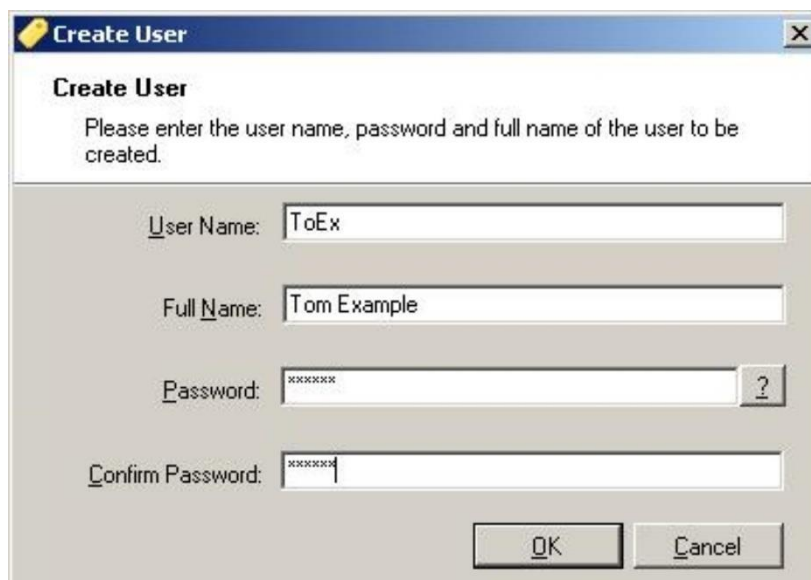 Create User
Create User
Please enter the user name, password and full name of the user to be
created.
User Name: ToEx
Full Name: Tom Example
Password: ****** ?
Confirm Password: ******
OK Cancel